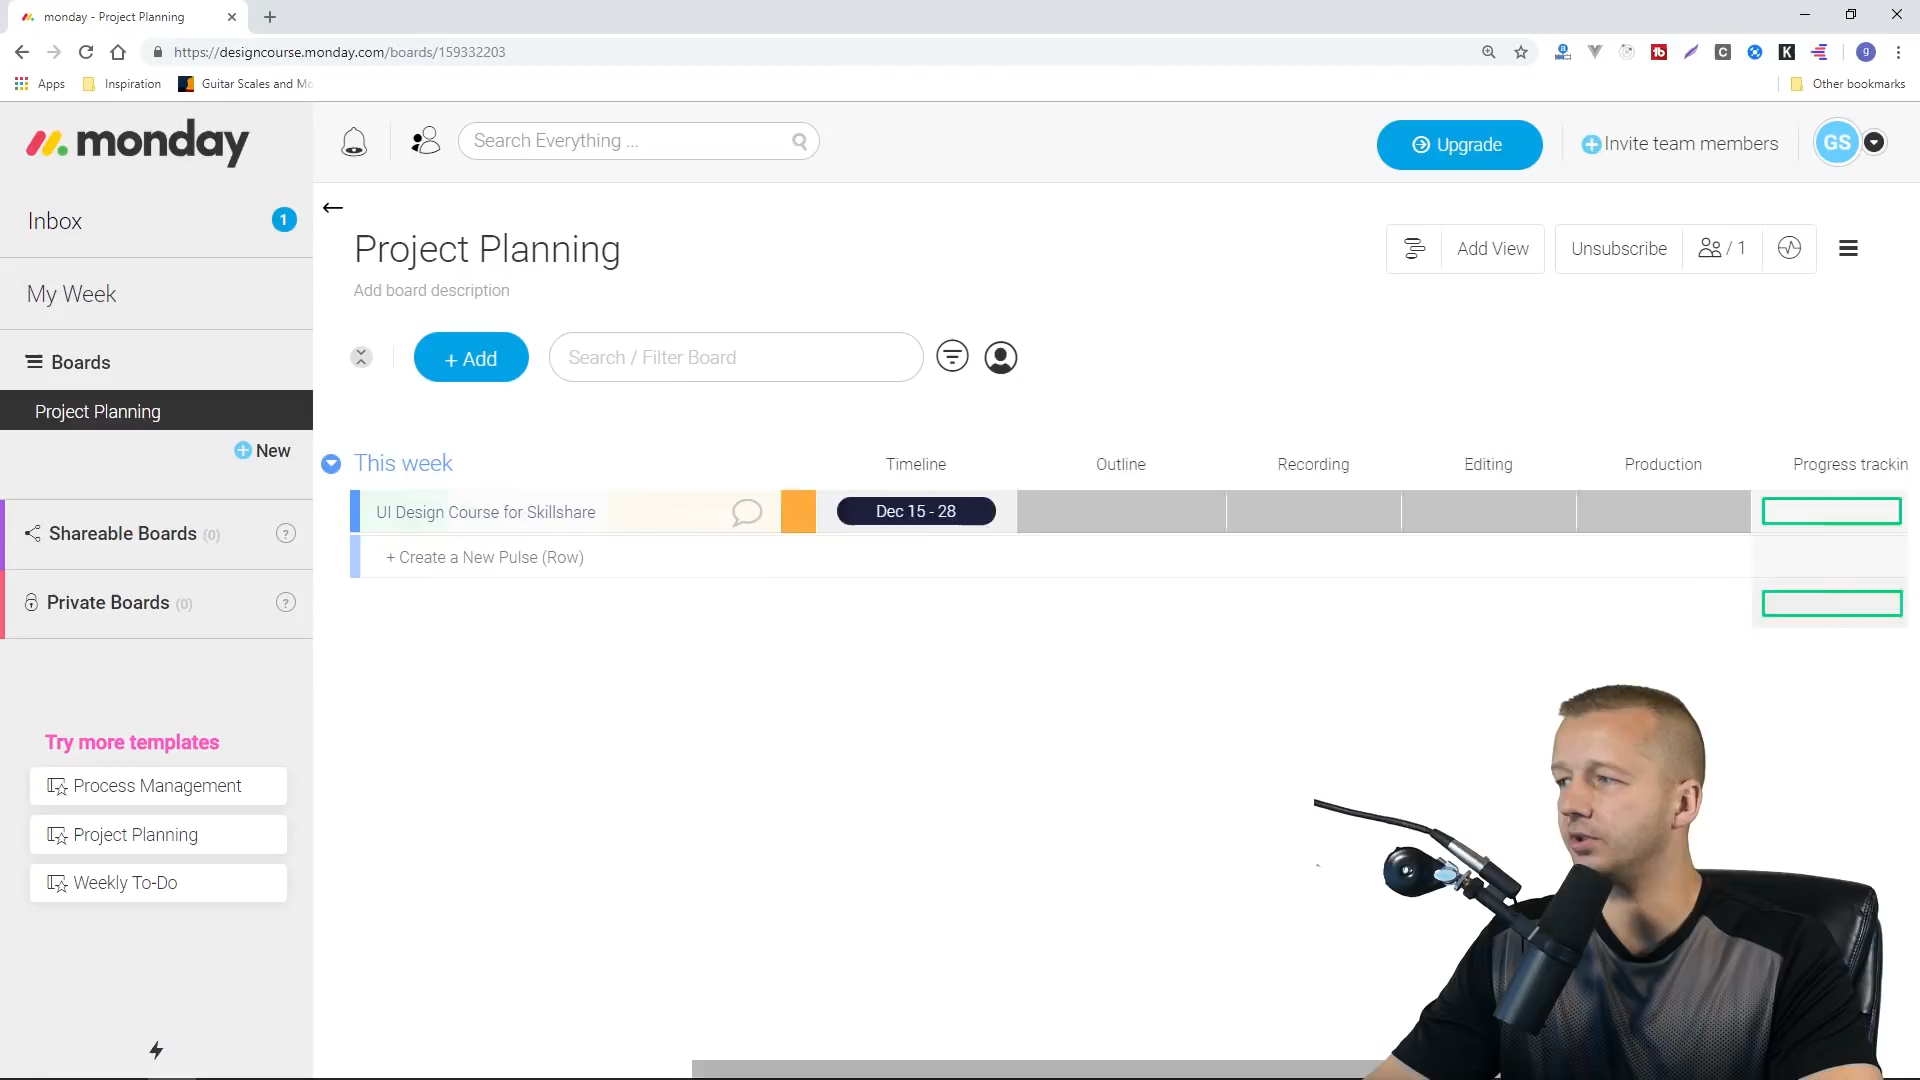 monday - Project Planning
https://designcourse.monday.com/boards/159332203
Apps
Inspiration
Guitar Scales and Mo
Other bookmarks
monday
Search Everything ...
Upgrade
Invite team members
GS
Inbox
1
My Week
Boards
Project Planning
New
Shareable Boards (0)
?
Private Boards (0)
?
Try more templates
Process Management
Project Planning
Weekly To-Do
Project Planning
Add board description
Add View
Unsubscribe
/ 1
+ Add
Search / Filter Board
This week
Timeline
Outline
Recording
Editing
Production
Progress trackin
UI Design Course for Skillshare
Dec 15 - 28
+ Create a New Pulse (Row)